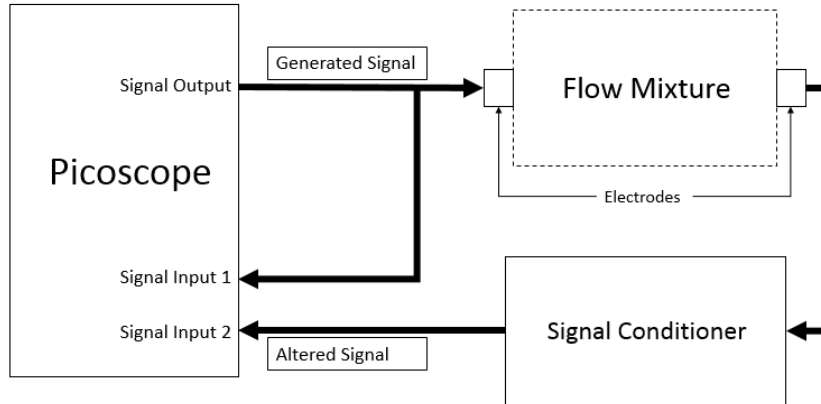 Signal Output
Generated Signal
Flow Mixture
Picoscope
Electrodes
Signal Input 1
Signal Input 2
Altered Signal
Signal Conditioner